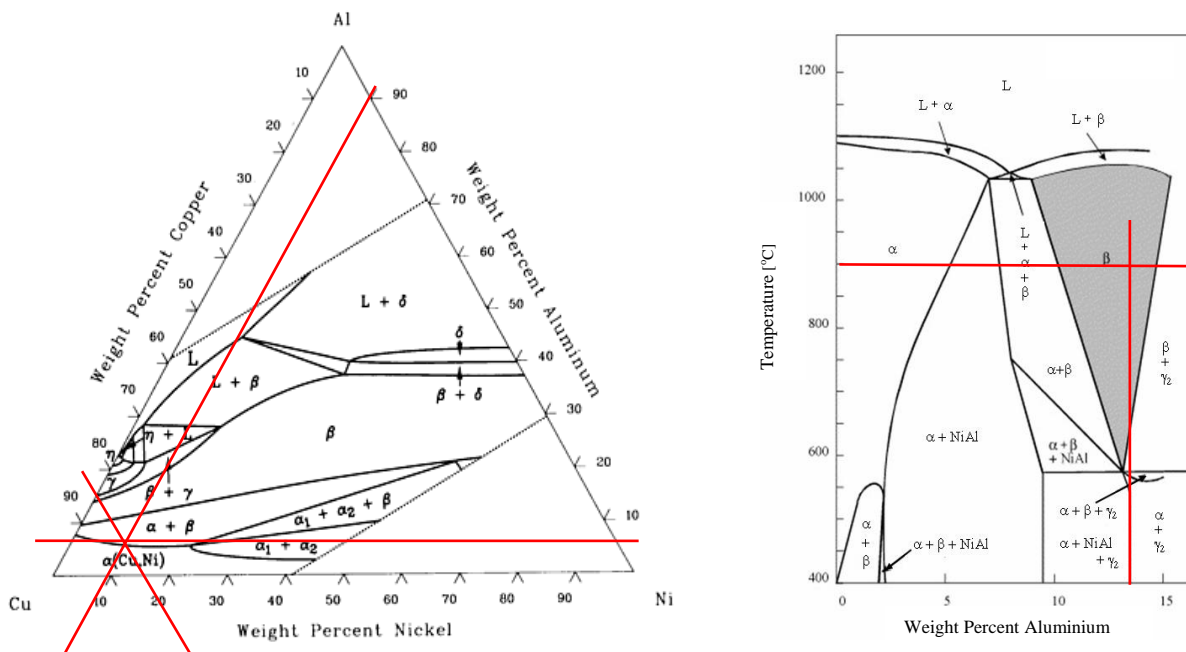 Al
10
20
30
40
50
60
70
80
90
Weight Percent Copper
90
80
70
60
50
40
30
20
10
Weight Percent Aluminum
L + δ
δ
β + δ
L
L + β
η + L
η
γ
β
β + γ
α + β
α₁ + α₂ + β
α₁ + α₂
α(Cu,Ni)
Cu
Ni
10
20
30
40
50
60
70
80
90
Weight Percent Nickel
1200
1000
800
600
400
Temperature [°C]
L
L + α
L + β
α
L
+
α
+
β
β
β
+
γ₂
α+β
α + NiAl
α+β
+ NiAl
α
+
β
α + β + NiAl
α + β + γ₂
α + NiAl
+ γ₂
α
+
γ₂
0
5
10
15
Weight Percent Aluminium